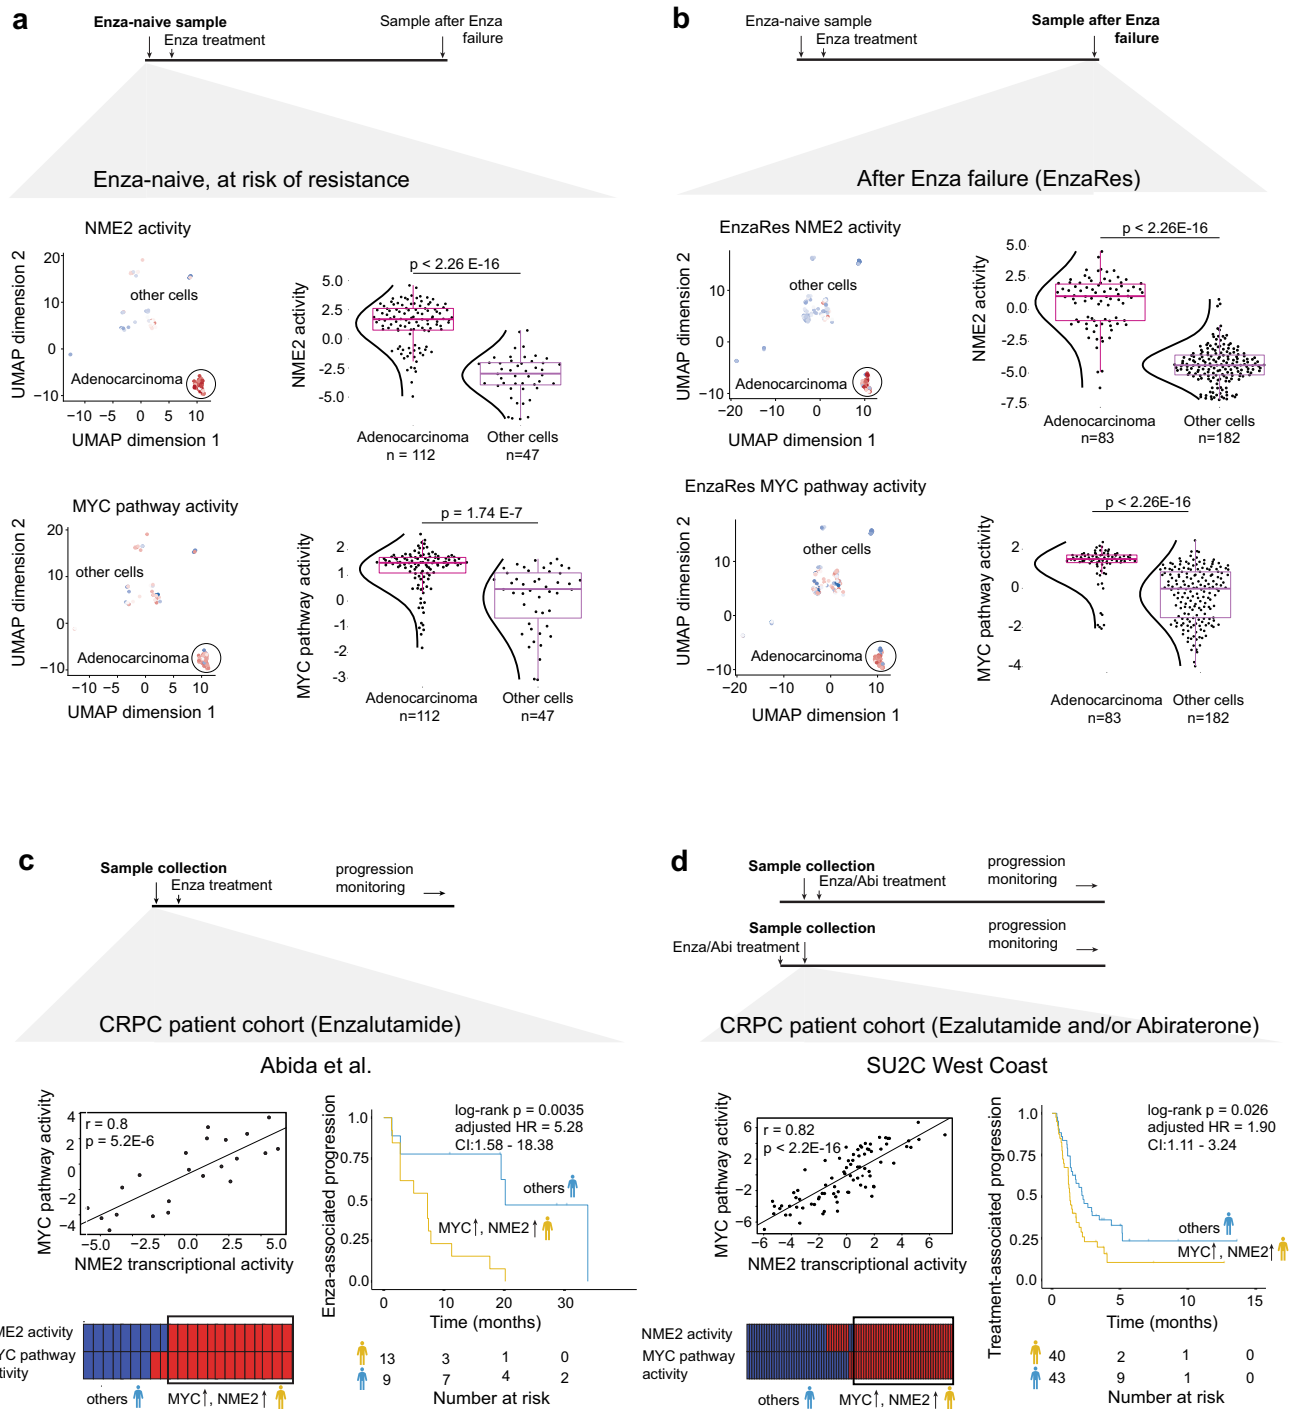 a
Enza-naive sample
Enza treatment
Sample after Enza
failure
Enza-naive, at risk of resistance
NME2 activity
UMAP dimension 2
20
10
0
−10
other cells
Adenocarcinoma
−10 −5 0 5 10
UMAP dimension 1
NME2 activity
p < 2.26 E-16
5.0
2.5
0.0
−2.5
−5.0
Adenocarcinoma Other cells
n = 112 n=47
MYC pathway activity
UMAP dimension 2
20
10
0
−10
other cells
Adenocarcinoma
−10 −5 0 5 10
UMAP dimension 1
MYC pathway activity
p = 1.74 E-7
2
1
0
-1
-2
-3
Adenocarcinoma Other cells
n=112 n=47
b
Enza-naive sample
Enza treatment
Sample after Enza
failure
After Enza failure (EnzaRes)
EnzaRes NME2 activity
UMAP dimension 2
10
0
−10
other cells
Adenocarcinoma
−20 −10 0 10
UMAP dimension 1
NME2 activity
p < 2.26E-16
5.0
2.5
0.0
−2.5
−5.0
−7.5
Adenocarcinoma Other cells
n=83 n=182
EnzaRes MYC pathway activity
UMAP dimension 2
10
0
−10
other cells
Adenocarcinoma
−20 −10 0 10
UMAP dimension 1
MYC pathway activity
p < 2.26E-16
2
0
−2
−4
Adenocarcinoma Other cells
n=83 n=182
c
Sample collection
Enza treatment
progression
monitoring
CRPC patient cohort (Enzalutamide)
Abida et al.
MYC pathway activity
4
2
0
−2
−4
r = 0.8
p = 5.2E-6
−5.0 −2.5 0.0 2.5 5.0
NME2 transcriptional activity
Enza-associated progression
1.0
0.75
0.5
0.25
0.0
log-rank p = 0.0035
adjusted HR = 5.28
CI:1.58 - 18.38
others
MYC↑, NME2↑
0 10 20 30
Time (months)
ME2 activity
YC pathway
tivity
others MYC↑, NME2↑
13 3 1 0
9 7 4 2
Number at risk
d
Sample collection
Enza/Abi treatment
progression
monitoring
Sample collection
Enza/Abi treatment
progression
monitoring
CRPC patient cohort (Ezalutamide and/or Abiraterone)
SU2C West Coast
MYC pathway activity
6
2
−2
−6
r = 0.82
p < 2.2E-16
−6 −4 −2 0 2 4 6
NME2 transcriptional activity
Treatment-associated progression
1.0
0.75
0.5
0.25
0.0
log-rank p = 0.026
adjusted HR = 1.90
CI:1.11 - 3.24
others
MYC↑, NME2↑
0 5 10 15
Time (months)
NME2 activity
MYC pathway
activity
others MYC↑, NME2↑
40 2 1 0
43 9 1 0
Number at risk